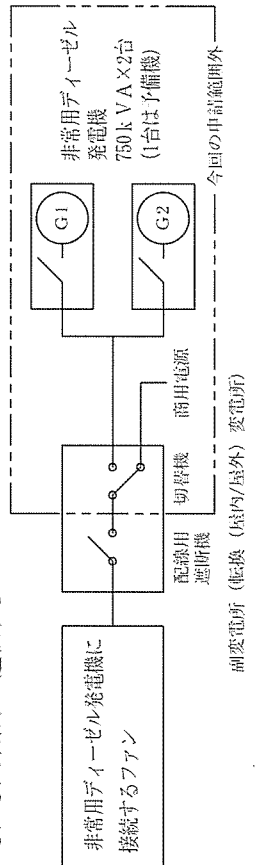 非常用ディーゼル
発電機
750kVA×2台
(1台は予備機)
G1
G2
今回の申請範囲外
商用電源
切替機
配線用
遮断機
非常用ディーゼル発電機に
接続するファン
副変電所(転換(屋内/屋外)変電所)